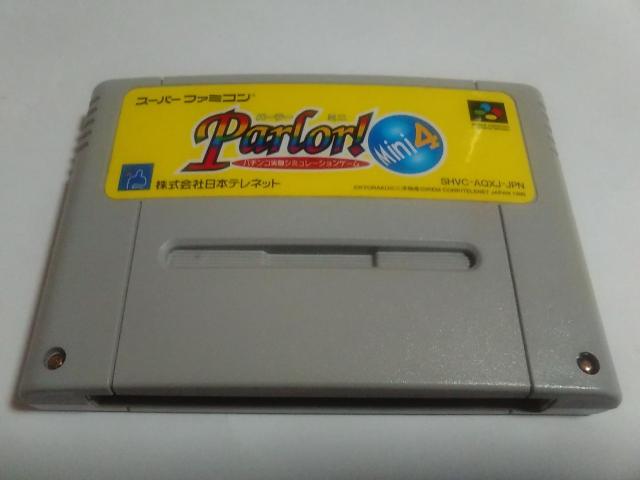 スーパーファミコン
パーラー ミニ
Parlor!
Mini 4
パチンコ実機シミュレーションゲーム
株式会社日本テレネット
SHVC-AQXJ-JPN